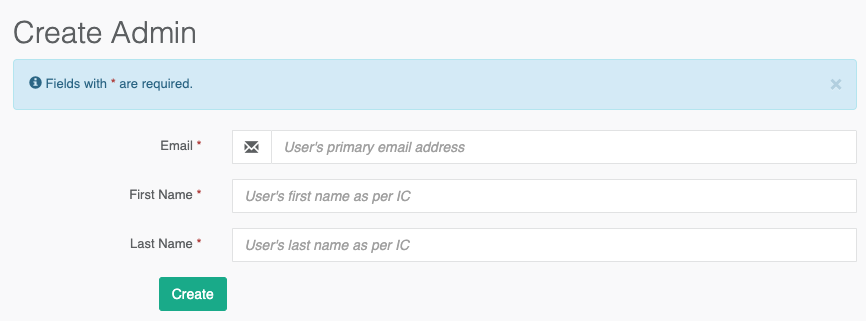 Create Admin
Fields with * are required.
×
Email *
User's primary email address
First Name *
User's first name as per IC
Last Name *
User's last name as per IC
Create